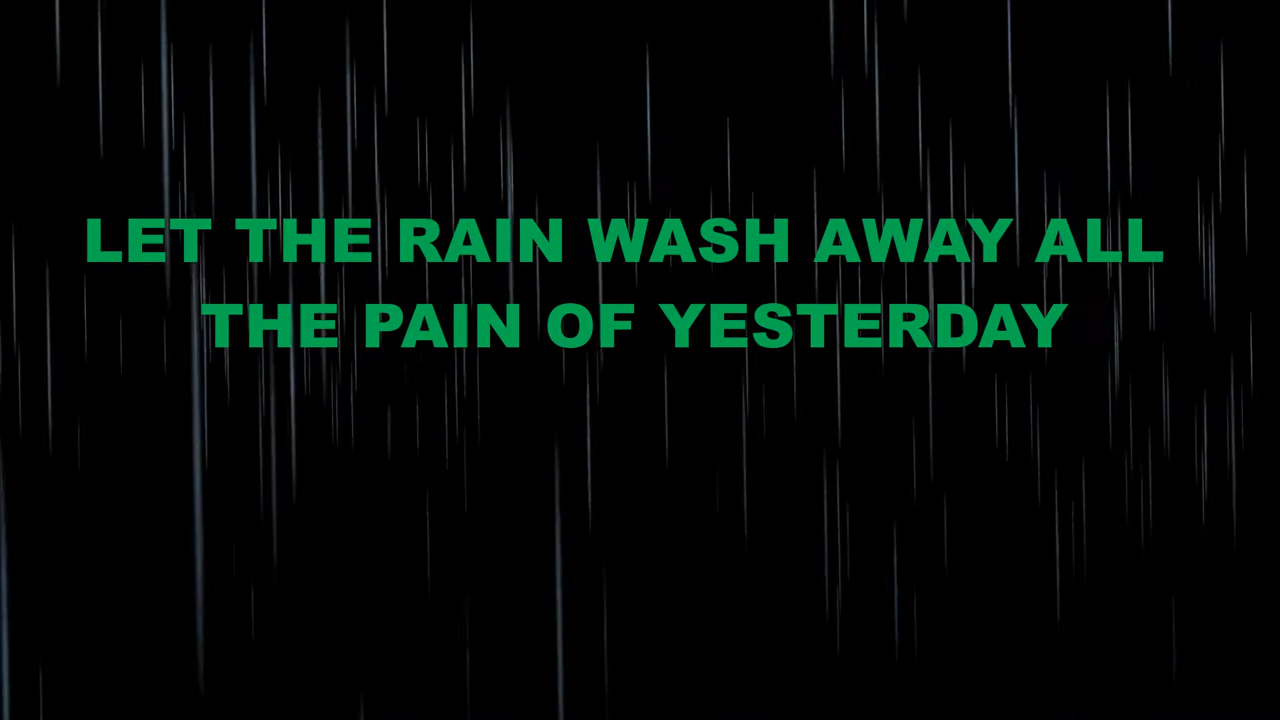 LET THE RAIN WASH AWAY ALL
THE PAIN OF YESTERDAY